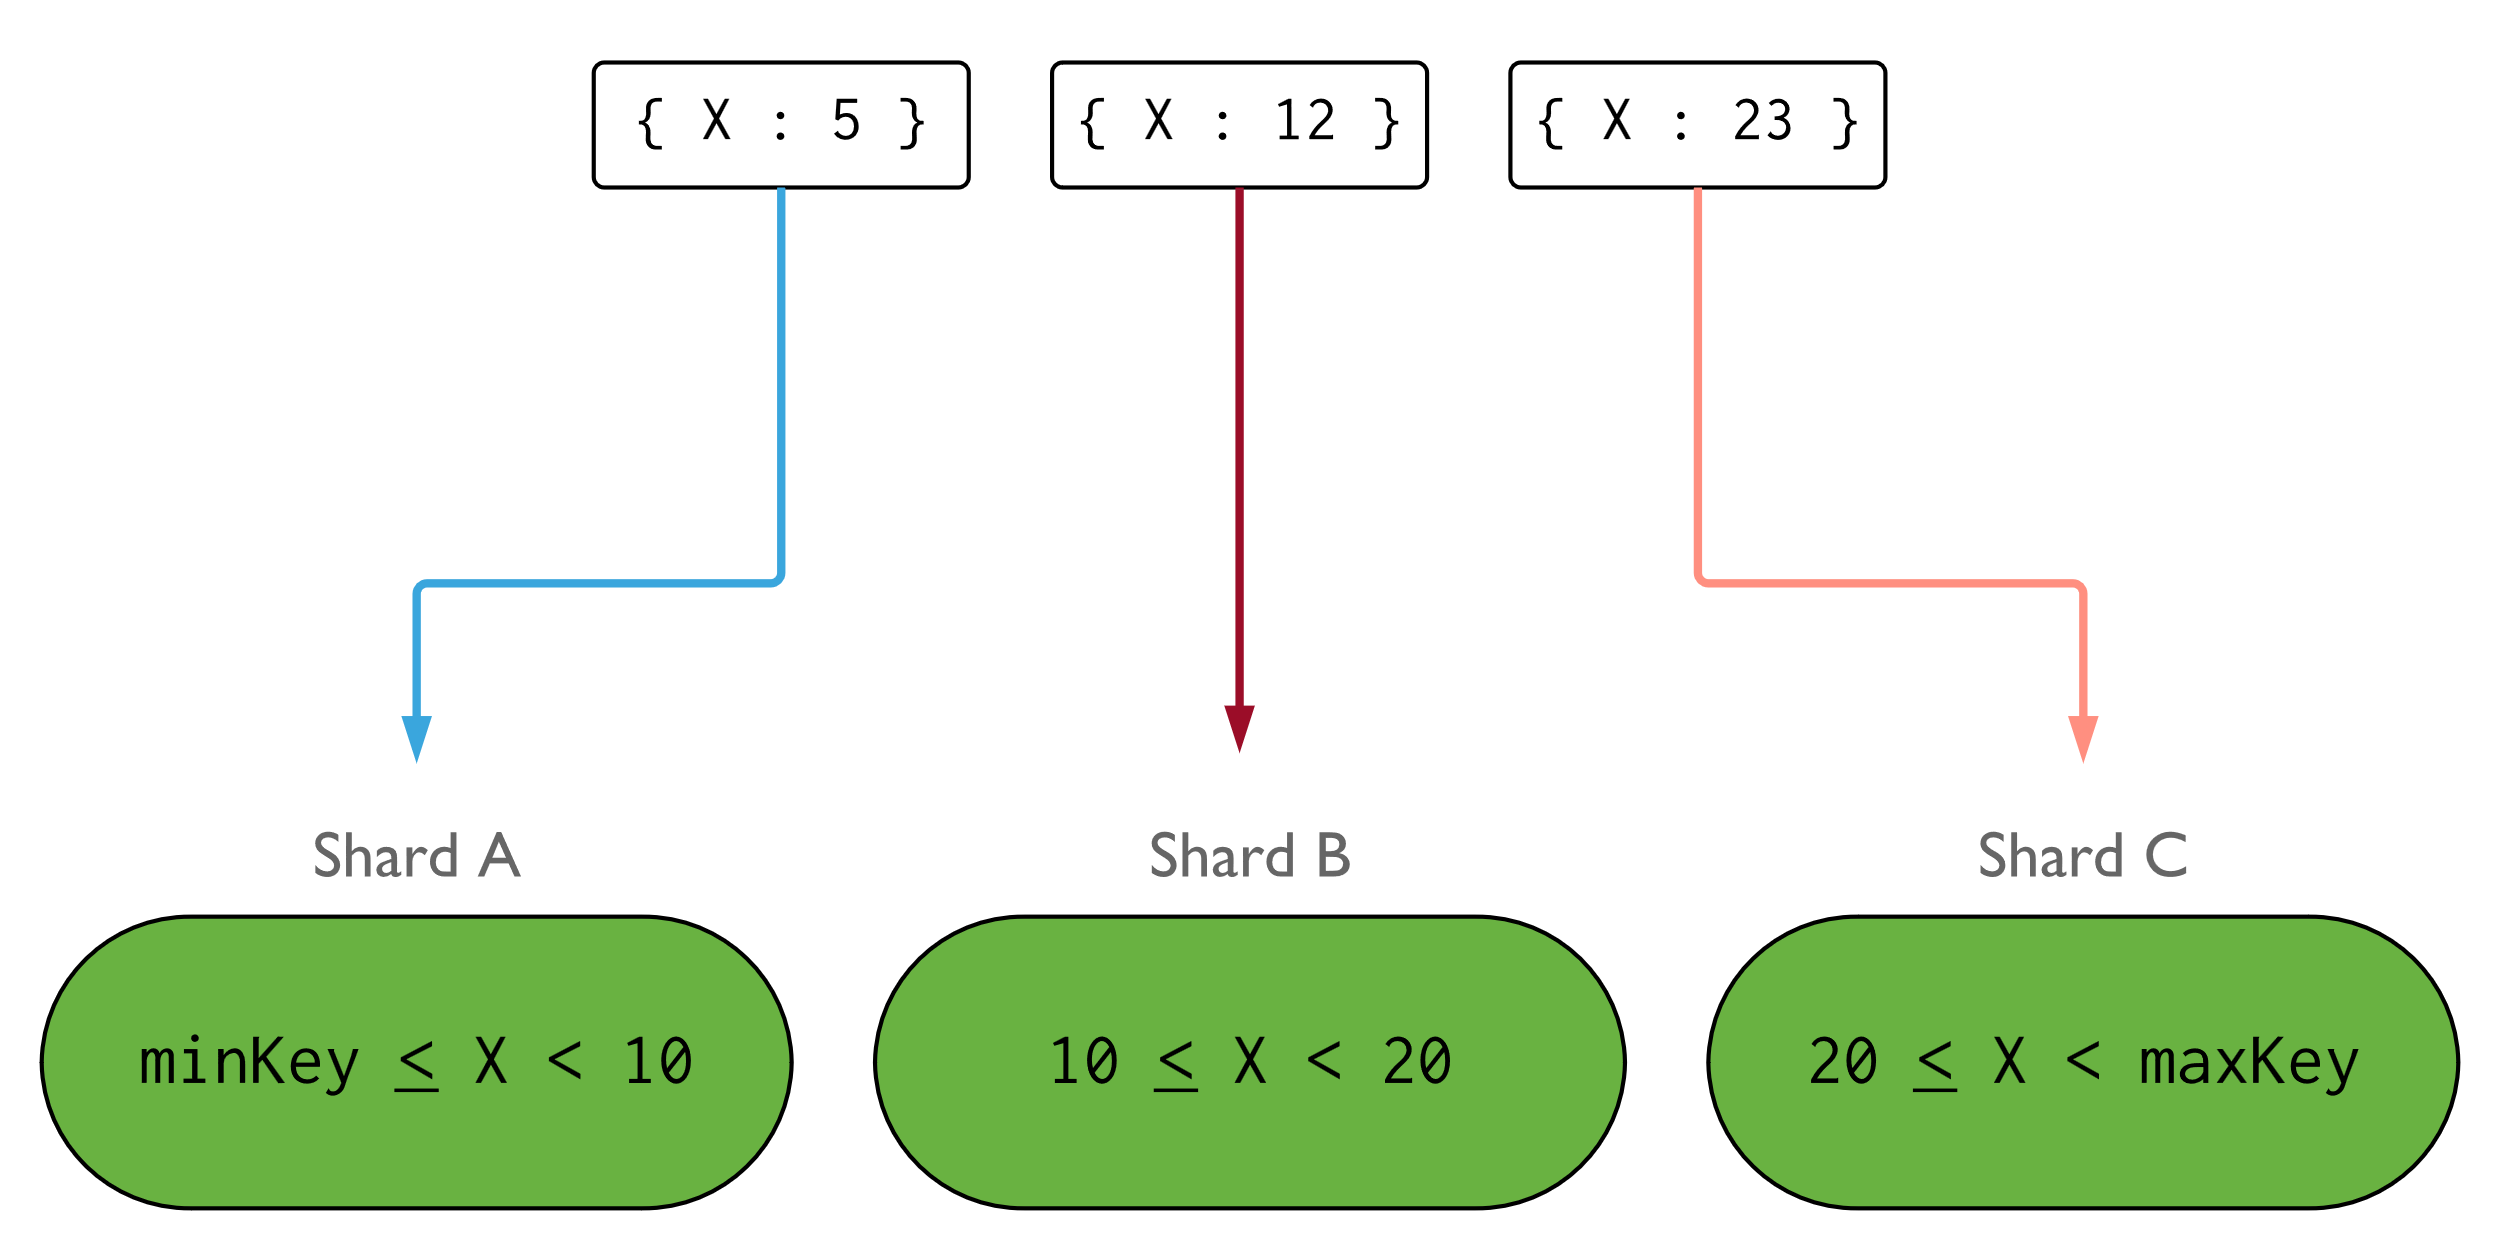 { X : 5 }
{ X : 12 }
{ X : 23 }
Shard A
Shard B
Shard C
minKey ≤ X < 10
10 ≤ X < 20
20 ≤ X < maxkey